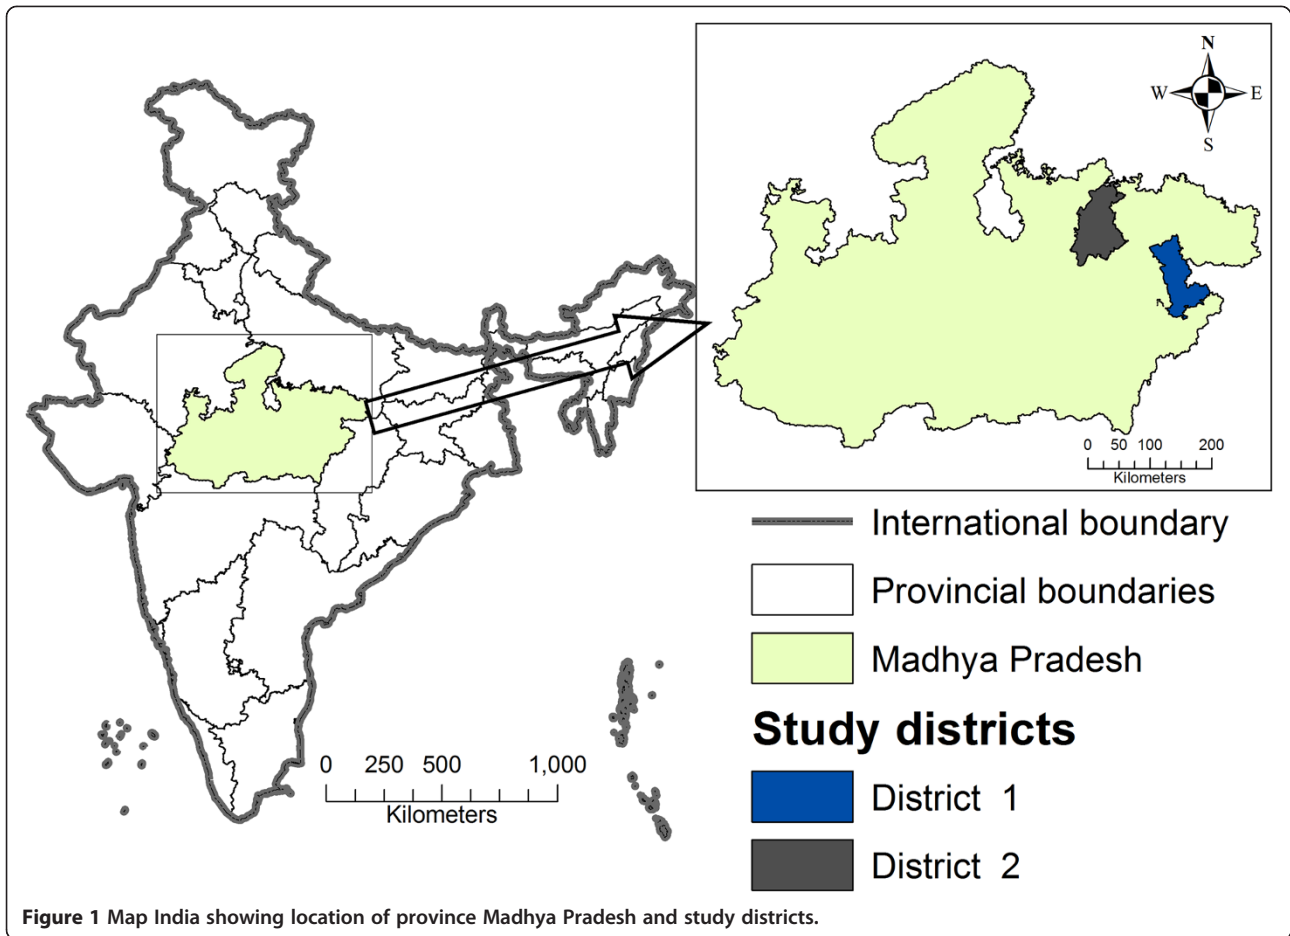 N
W E
S
0 50 100 200
Kilometers
International boundary
Provincial boundaries
Madhya Pradesh
Study districts
District 1
District 2
0 250 500 1,000
Kilometers
Figure 1 Map India showing location of province Madhya Pradesh and study districts.